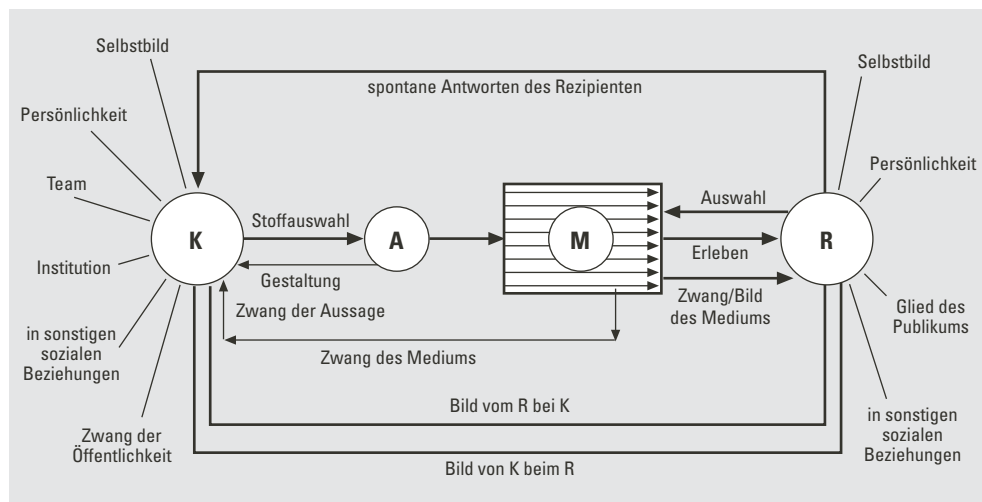 Selbstbild
Persönlichkeit
Team
Institution
in sonstigen
sozialen
Beziehungen
Zwang der
Öffentlichkeit
K
spontane Antworten des Rezipienten
Stoffauswahl
Gestaltung
Zwang der Aussage
A
M
Zwang des Mediums
Auswahl
Erleben
Zwang/Bild
des Mediums
R
Selbstbild
Persönlichkeit
Glied des
Publikums
in sonstigen
sozialen
Beziehungen
Bild vom R bei K
Bild von K beim R